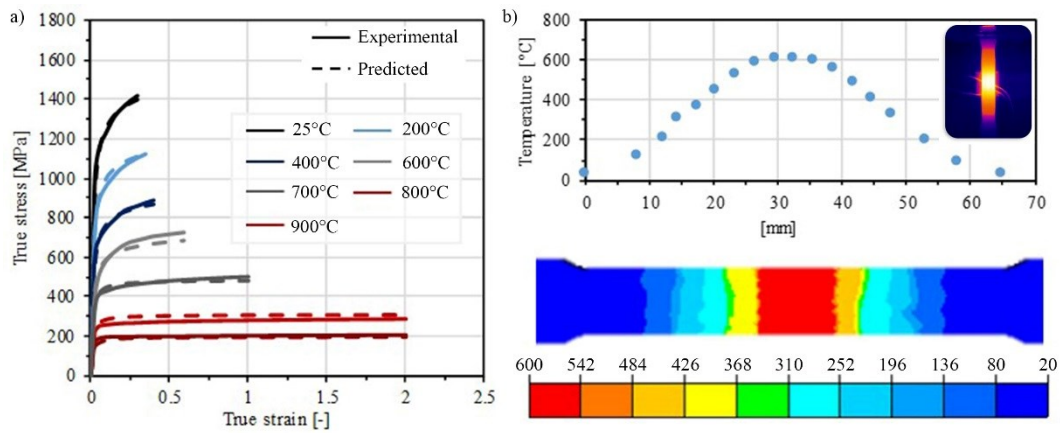 a)
1800
1600
1400
1200
1000
800
600
400
200
0
True stress [MPa]
Experimental
Predicted
25°C 200°C
400°C 600°C
700°C 800°C
900°C
0 0.5 1 1.5 2 2.5
True strain [-]
b)
800
600
400
200
0
Temperature [°C]
0 10 20 30 40 50 60 70
[mm]
600 542 484 426 368 310 252 196 136 80 20